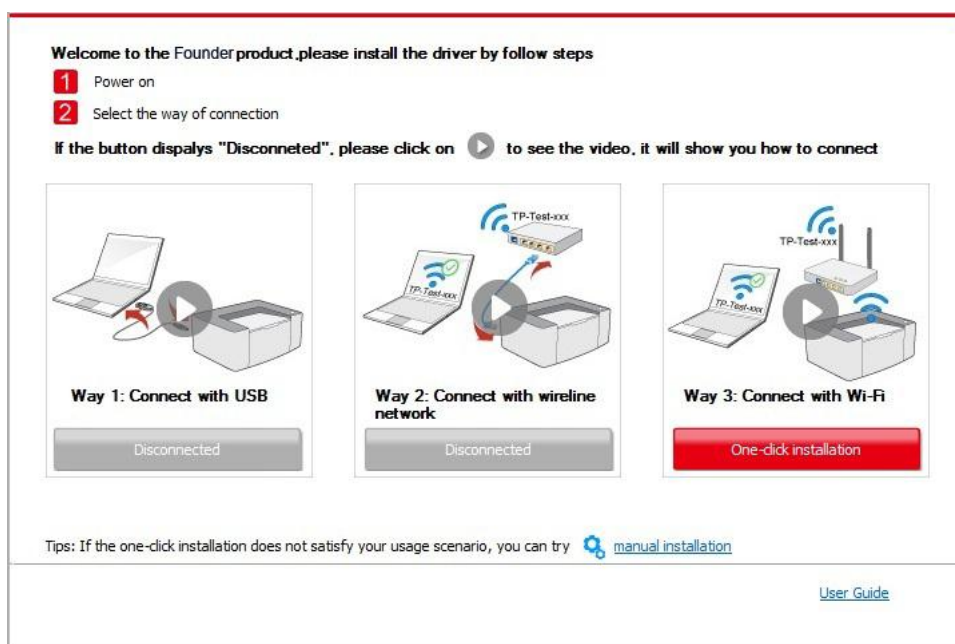 Welcome to the Founder product,please install the driver by follow steps
1 Power on
2 Select the way of connection
If the button dispalys "Disconneted", please click on to see the video, it will show you how to connect
TP-Test-xxx
Way 1: Connect with USB
Disconnected
TP-Test-xxx
TP-Test-xxx
Way 2: Connect with wireline
network
Disconnected
TP-Test-xxx
Way 3: Connect with Wi-Fi
One-click installation
Tips: If the one-click installation does not satisfy your usage scenario, you can try manual installation
User Guide